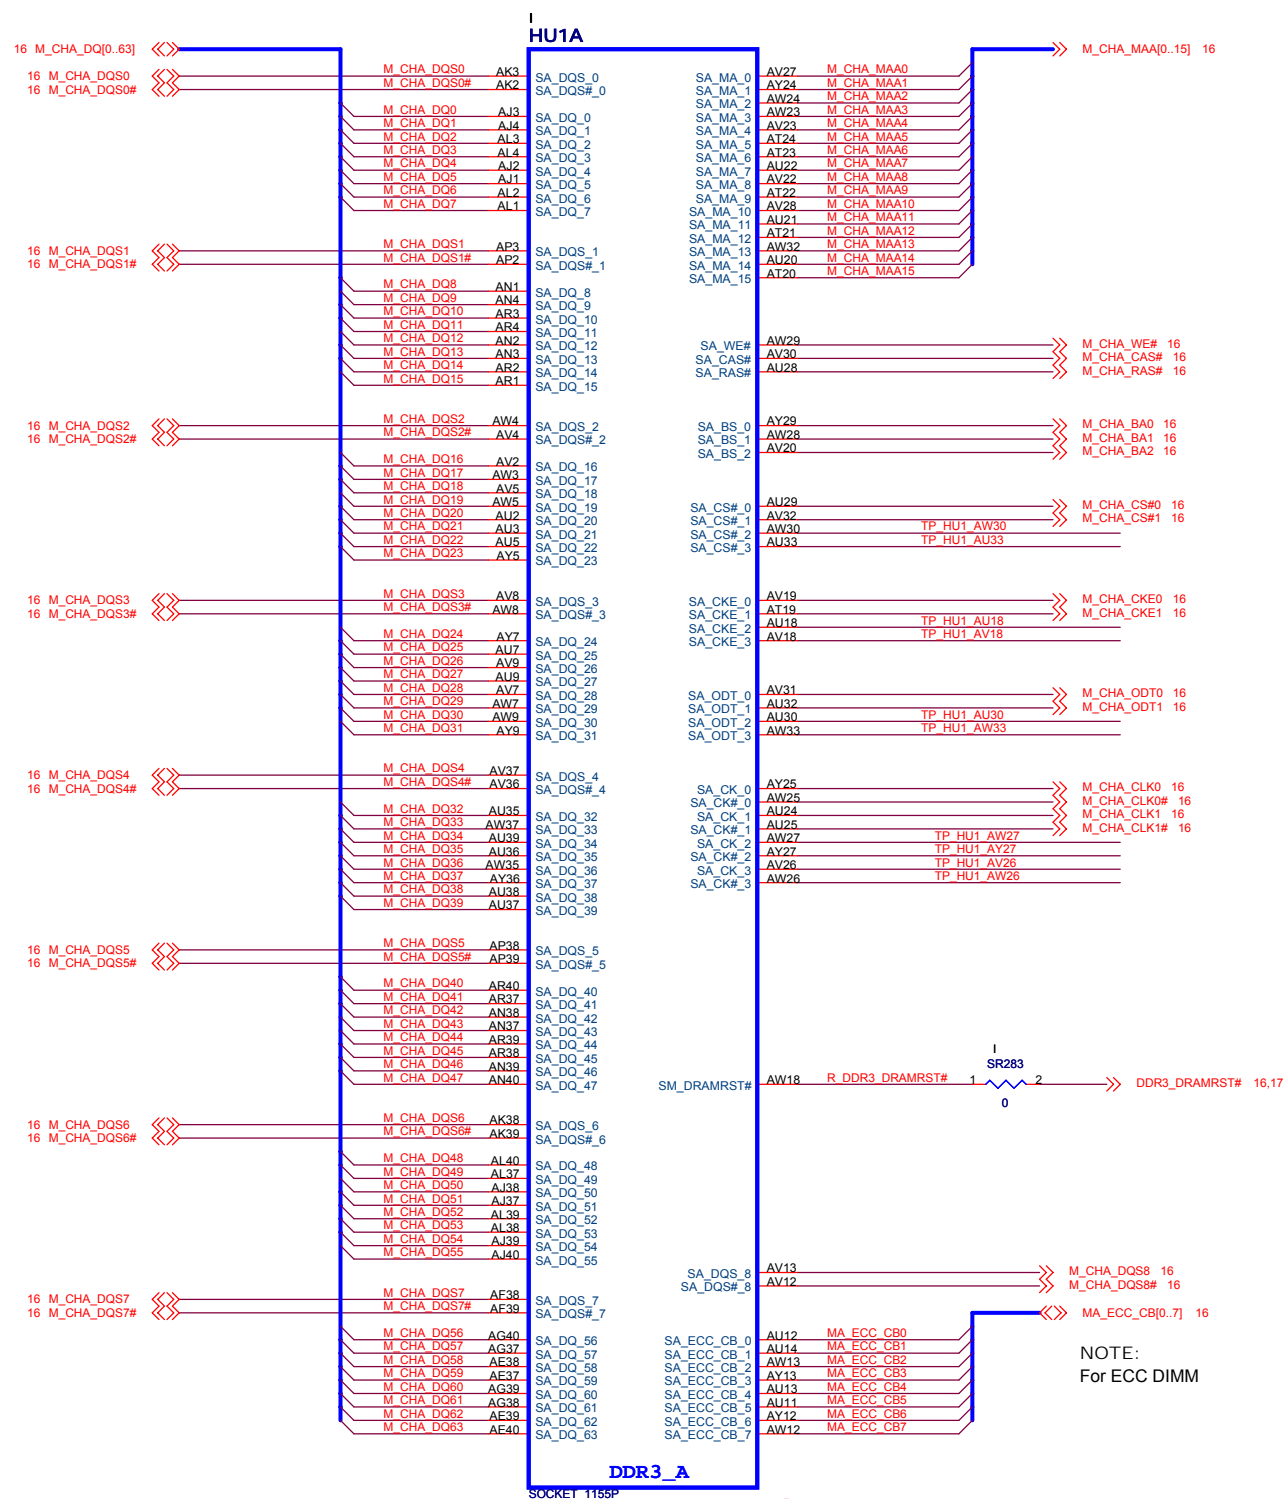 I
HU1A
16 M_CHA_DQ[0..63]
M_CHA_MAA[0..15] 16
16 M_CHA_DQS0 M_CHA_DQS0 AK3 SA_DQS_0
16 M_CHA_DQS0# M_CHA_DQS0# AK2 SA_DQS#_0
M_CHA_DQ0 AJ3 SA_DQ_0
M_CHA_DQ1 AJ4 SA_DQ_1
M_CHA_DQ2 AL3 SA_DQ_2
M_CHA_DQ3 AL4 SA_DQ_3
M_CHA_DQ4 AJ2 SA_DQ_4
M_CHA_DQ5 AJ1 SA_DQ_5
M_CHA_DQ6 AL2 SA_DQ_6
M_CHA_DQ7 AL1 SA_DQ_7
16 M_CHA_DQS1 M_CHA_DQS1 AP3 SA_DQS_1
16 M_CHA_DQS1# M_CHA_DQS1# AP2 SA_DQS#_1
M_CHA_DQ8 AN1 SA_DQ_8
M_CHA_DQ9 AN4 SA_DQ_9
M_CHA_DQ10 AR3 SA_DQ_10
M_CHA_DQ11 AR4 SA_DQ_11
M_CHA_DQ12 AN2 SA_DQ_12
M_CHA_DQ13 AN3 SA_DQ_13
M_CHA_DQ14 AR2 SA_DQ_14
M_CHA_DQ15 AR1 SA_DQ_15
16 M_CHA_DQS2 M_CHA_DQS2 AW4 SA_DQS_2
16 M_CHA_DQS2# M_CHA_DQS2# AV4 SA_DQS#_2
M_CHA_DQ16 AV2 SA_DQ_16
M_CHA_DQ17 AW3 SA_DQ_17
M_CHA_DQ18 AV5 SA_DQ_18
M_CHA_DQ19 AW5 SA_DQ_19
M_CHA_DQ20 AU2 SA_DQ_20
M_CHA_DQ21 AU3 SA_DQ_21
M_CHA_DQ22 AU5 SA_DQ_22
M_CHA_DQ23 AY5 SA_DQ_23
16 M_CHA_DQS3 M_CHA_DQS3 AV8 SA_DQS_3
16 M_CHA_DQS3# M_CHA_DQS3# AW8 SA_DQS#_3
M_CHA_DQ24 AY7 SA_DQ_24
M_CHA_DQ25 AU7 SA_DQ_25
M_CHA_DQ26 AV9 SA_DQ_26
M_CHA_DQ27 AU9 SA_DQ_27
M_CHA_DQ28 AV7 SA_DQ_28
M_CHA_DQ29 AW7 SA_DQ_29
M_CHA_DQ30 AW9 SA_DQ_30
M_CHA_DQ31 AY9 SA_DQ_31
16 M_CHA_DQS4 M_CHA_DQS4 AV37 SA_DQS_4
16 M_CHA_DQS4# M_CHA_DQS4# AV36 SA_DQS#_4
M_CHA_DQ32 AU35 SA_DQ_32
M_CHA_DQ33 AW37 SA_DQ_33
M_CHA_DQ34 AU39 SA_DQ_34
M_CHA_DQ35 AU36 SA_DQ_35
M_CHA_DQ36 AW35 SA_DQ_36
M_CHA_DQ37 AY36 SA_DQ_37
M_CHA_DQ38 AU38 SA_DQ_38
M_CHA_DQ39 AU37 SA_DQ_39
16 M_CHA_DQS5 M_CHA_DQS5 AP38 SA_DQS_5
16 M_CHA_DQS5# M_CHA_DQS5# AP39 SA_DQS#_5
M_CHA_DQ40 AR40 SA_DQ_40
M_CHA_DQ41 AR37 SA_DQ_41
M_CHA_DQ42 AN38 SA_DQ_42
M_CHA_DQ43 AN37 SA_DQ_43
M_CHA_DQ44 AR39 SA_DQ_44
M_CHA_DQ45 AR38 SA_DQ_45
M_CHA_DQ46 AN39 SA_DQ_46
M_CHA_DQ47 AN40 SA_DQ_47
16 M_CHA_DQS6 M_CHA_DQS6 AK38 SA_DQS_6
16 M_CHA_DQS6# M_CHA_DQS6# AK39 SA_DQS#_6
M_CHA_DQ48 AL40 SA_DQ_48
M_CHA_DQ49 AL37 SA_DQ_49
M_CHA_DQ50 AJ38 SA_DQ_50
M_CHA_DQ51 AJ37 SA_DQ_51
M_CHA_DQ52 AL39 SA_DQ_52
M_CHA_DQ53 AL38 SA_DQ_53
M_CHA_DQ54 AJ39 SA_DQ_54
M_CHA_DQ55 AJ40 SA_DQ_55
16 M_CHA_DQS7 M_CHA_DQS7 AF38 SA_DQS_7
16 M_CHA_DQS7# M_CHA_DQS7# AF39 SA_DQS#_7
M_CHA_DQ56 AG40 SA_DQ_56
M_CHA_DQ57 AG37 SA_DQ_57
M_CHA_DQ58 AE38 SA_DQ_58
M_CHA_DQ59 AE37 SA_DQ_59
M_CHA_DQ60 AG39 SA_DQ_60
M_CHA_DQ61 AG38 SA_DQ_61
M_CHA_DQ62 AE39 SA_DQ_62
M_CHA_DQ63 AE40 SA_DQ_63
SA_MA_0 AV27 M_CHA_MAA0
SA_MA_1 AY24 M_CHA_MAA1
SA_MA_2 AW24 M_CHA_MAA2
SA_MA_3 AW23 M_CHA_MAA3
SA_MA_4 AV23 M_CHA_MAA4
SA_MA_5 AT24 M_CHA_MAA5
SA_MA_6 AT23 M_CHA_MAA6
SA_MA_7 AU22 M_CHA_MAA7
SA_MA_8 AV22 M_CHA_MAA8
SA_MA_9 AT22 M_CHA_MAA9
SA_MA_10 AV28 M_CHA_MAA10
SA_MA_11 AU21 M_CHA_MAA11
SA_MA_12 AT21 M_CHA_MAA12
SA_MA_13 AW32 M_CHA_MAA13
SA_MA_14 AU20 M_CHA_MAA14
SA_MA_15 AT20 M_CHA_MAA15
SA_WE# AW29 M_CHA_WE# 16
SA_CAS# AV30 M_CHA_CAS# 16
SA_RAS# AU28 M_CHA_RAS# 16
SA_BS_0 AY29 M_CHA_BA0 16
SA_BS_1 AW28 M_CHA_BA1 16
SA_BS_2 AV20 M_CHA_BA2 16
SA_CS#_0 AU29 M_CHA_CS#0 16
SA_CS#_1 AV32 M_CHA_CS#1 16
SA_CS#_2 AW30 TP_HU1_AW30
SA_CS#_3 AU33 TP_HU1_AU33
SA_CKE_0 AV19 M_CHA_CKE0 16
SA_CKE_1 AT19 M_CHA_CKE1 16
SA_CKE_2 AU18 TP_HU1_AU18
SA_CKE_3 AV18 TP_HU1_AV18
SA_ODT_0 AV31 M_CHA_ODT0 16
SA_ODT_1 AU32 M_CHA_ODT1 16
SA_ODT_2 AU30 TP_HU1_AU30
SA_ODT_3 AW33 TP_HU1_AW33
SA_CK_0 AY25 M_CHA_CLK0 16
SA_CK#_0 AW25 M_CHA_CLK0# 16
SA_CK_1 AU24 M_CHA_CLK1 16
SA_CK#_1 AU25 M_CHA_CLK1# 16
SA_CK_2 AW27 TP_HU1_AW27
SA_CK#_2 AY27 TP_HU1_AY27
SA_CK_3 AV26 TP_HU1_AV26
SA_CK#_3 AW26 TP_HU1_AW26
I
SR283
SM_DRAMRST# AW18 R_DDR3_DRAMRST# 1 2 DDR3_DRAMRST# 16,17
0
SA_DQS_8 AV13 M_CHA_DQS8 16
SA_DQS#_8 AV12 M_CHA_DQS8# 16
MA_ECC_CB[0..7] 16
SA_ECC_CB_0 AU12 MA_ECC_CB0
SA_ECC_CB_1 AU14 MA_ECC_CB1
SA_ECC_CB_2 AW13 MA_ECC_CB2
SA_ECC_CB_3 AY13 MA_ECC_CB3
SA_ECC_CB_4 AU13 MA_ECC_CB4
SA_ECC_CB_5 AU11 MA_ECC_CB5
SA_ECC_CB_6 AY12 MA_ECC_CB6
SA_ECC_CB_7 AW12 MA_ECC_CB7
NOTE:
For ECC DIMM
DDR3_A
SOCKET_1155P